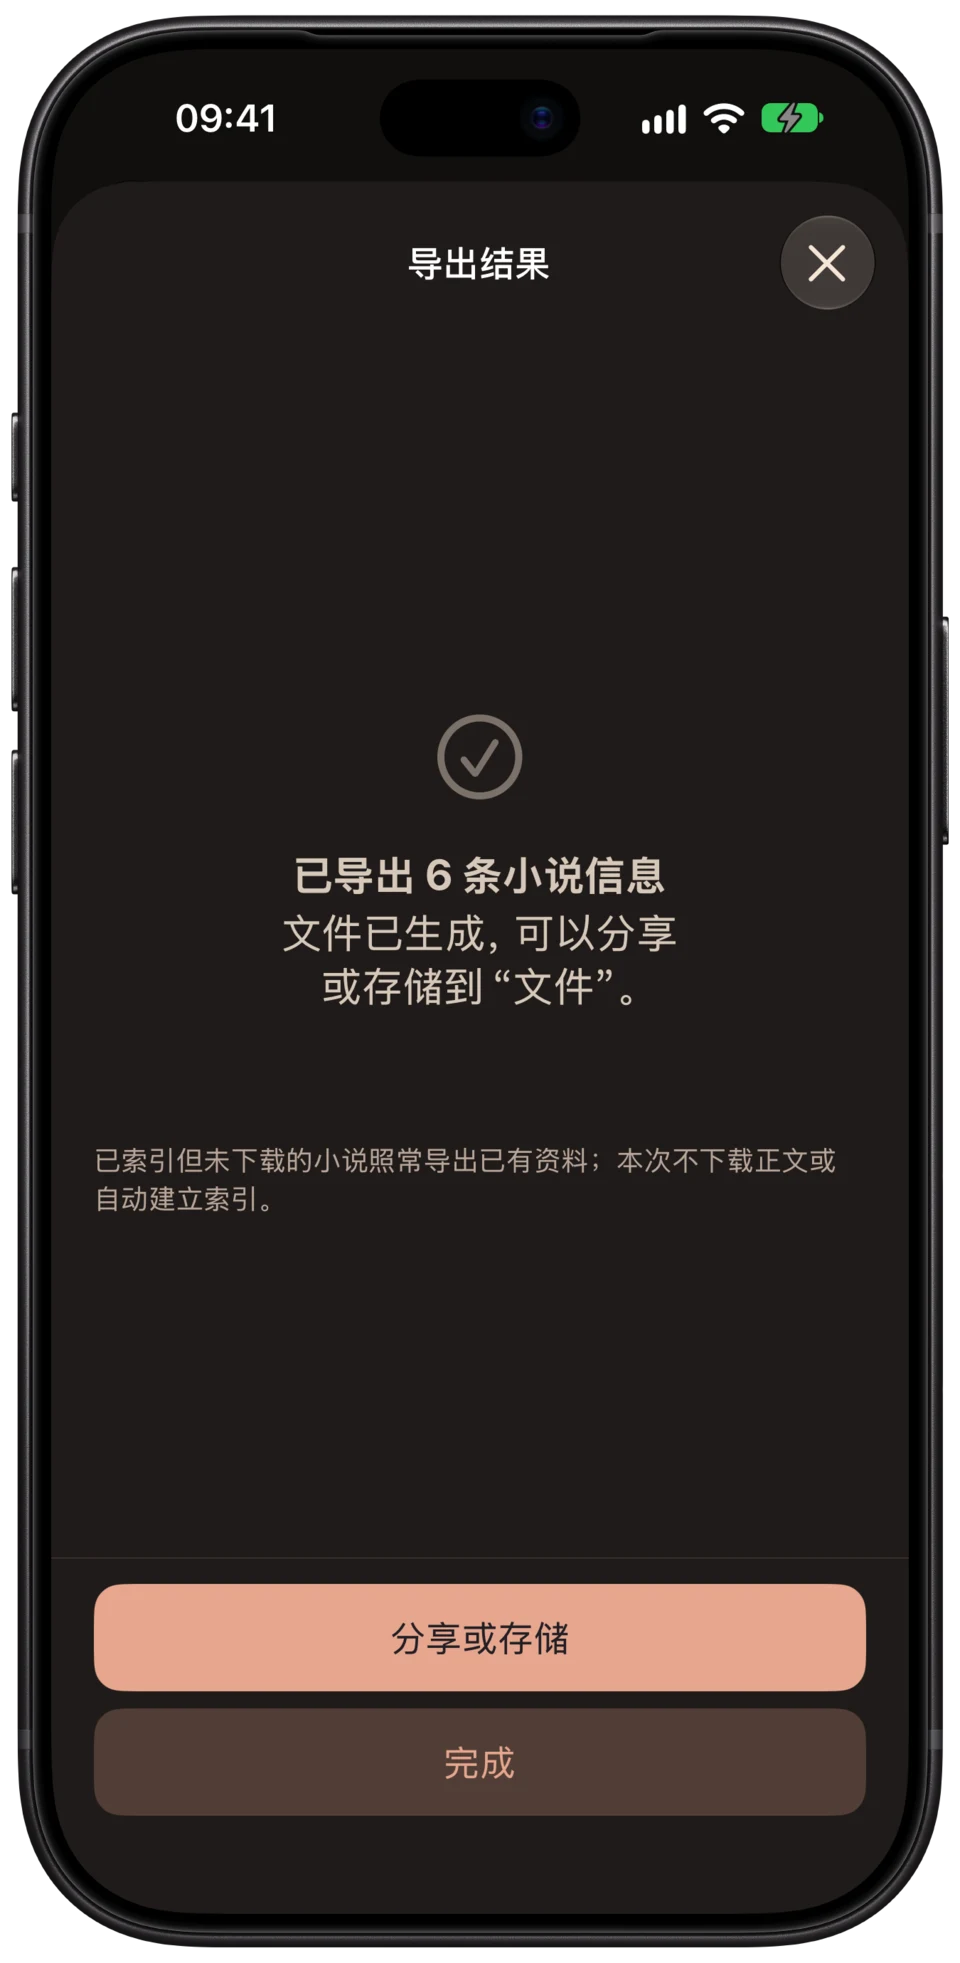 09:41
导出结果
已导出 6 条小说信息
文件已生成，可以分享
或存储到“文件”。
已索引但未下载的小说照常导出已有资料；本次不下载正文或
自动建立索引。
分享或存储
完成